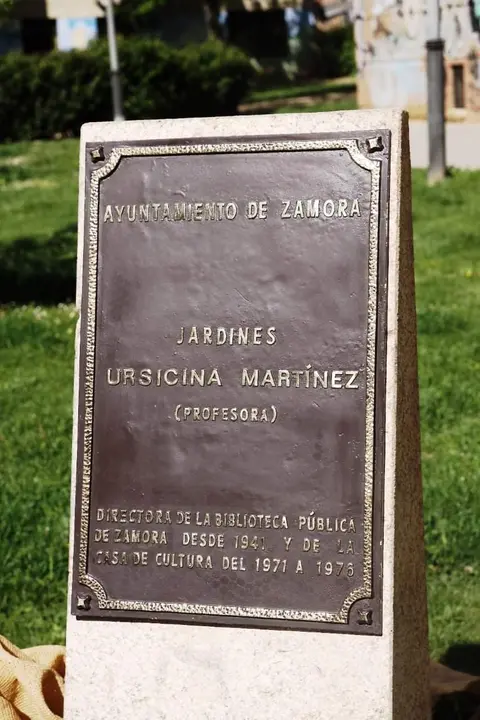 AYUNTAMIENTO DE ZAMORA
JARDINES
URSICINA MARTÍNEZ
(PROFESORA)
DIRECTORA DE LA BIBLIOTECA PÚBLICA
DE ZAMORA DESDE 1941 Y DE LA
CASA DE CULTURA DEL 1971 A 1976